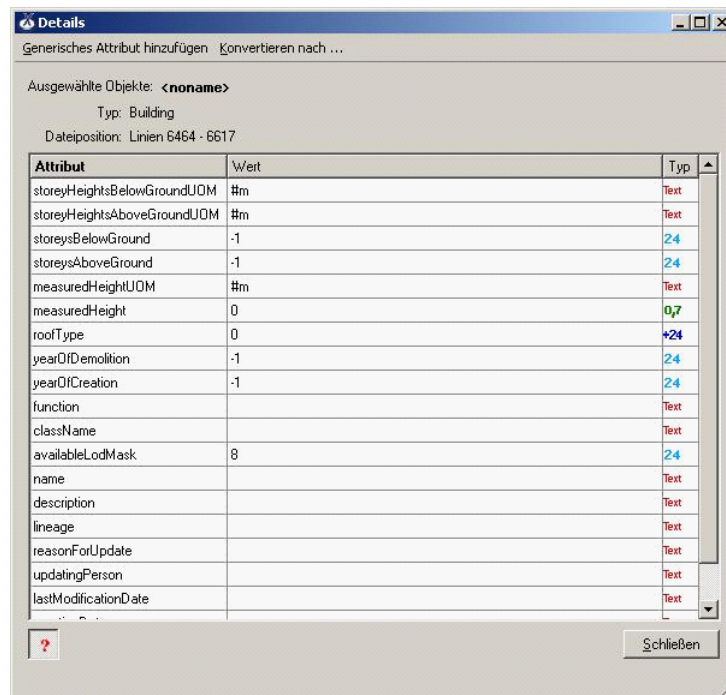 Details
Generisches Attribut hinzufügen Konvertieren nach ...
Ausgewählte Objekte: <noname>
Typ: Building
Dateiposition: Linien 6464 - 6617
Attribut Wert Typ
storeyHeightsBelowGroundUOM #m Text
storeyHeightsAboveGroundUOM #m Text
storeysBelowGround -1 24
storeysAboveGround -1 24
measuredHeightUOM #m Text
measuredHeight 0 0,7
roofType 0 +24
yearOfDemolition -1 24
yearOfCreation -1 24
function Text
className Text
availableLodMask 8 24
name Text
description Text
lineage Text
reasonForUpdate Text
updatingPerson Text
lastModificationDate Text
?
Schließen